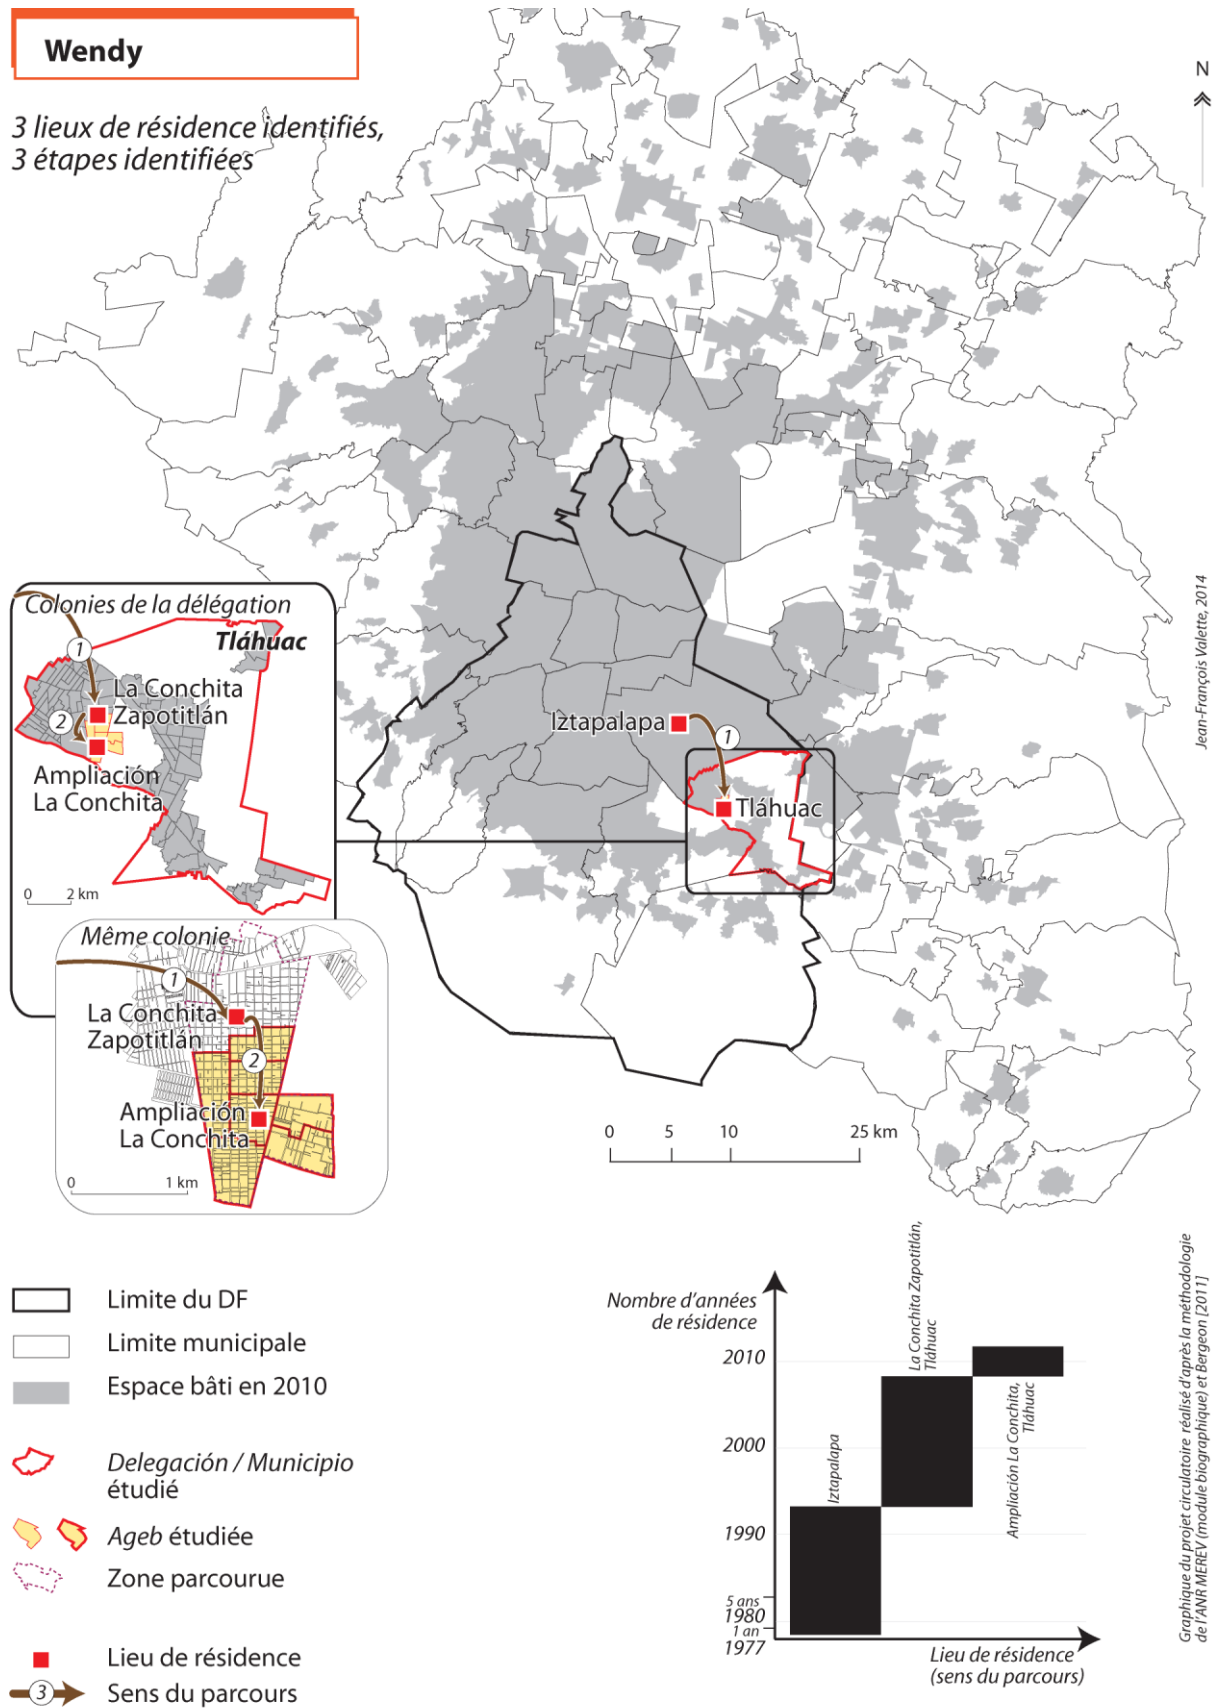 Wendy
3 lieux de résidence identifiés,
3 étapes identifiées
N
Jean-François Valette, 2014
Colonies de la délégation
Tláhuac
1
La Conchita
Zapotitlán
2
Ampliación
La Conchita
0 2 km
Iztapalapa
1
Tláhuac
Même colonie
1
La Conchita
Zapotitlán
2
Ampliación
La Conchita
0 1 km
0 5 10 25 km
Limite du DF
Limite municipale
Espace bâti en 2010
Delegación / Municipio
étudié
Ageb étudiée
Zone parcourue
Lieu de résidence
3 Sens du parcours
Nombre d'années
de résidence
2010
2000
1990
5 ans
1980
1 an
1977
Iztapalapa
La Conchita Zapotitlán,
Tláhuac
Ampliación La Conchita,
Tláhuac
Lieu de résidence
(sens du parcours)
Graphique du projet circulatoire réalisé d'après la méthodologie
de l'ANR MEREV (module biographique) et Bergeon [2011]